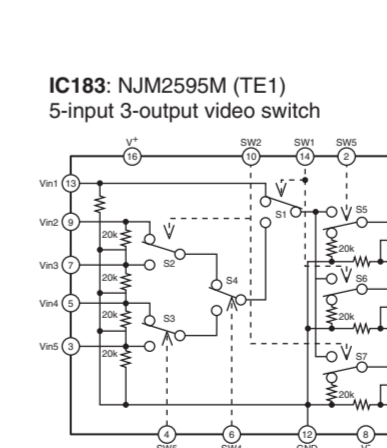 IC183: NJM2595M (TE1)
5-input 3-output video switch
V+ SW2 SW1 SW5
16 10 14 2
Vin1 13
S1 S5
Vin2 9
20k 20k
S2
Vin3 7
20k S4 S6
Vin4 5
20k S3 20k
Vin5 3
20k S7
20k
4 6 12 8
GND